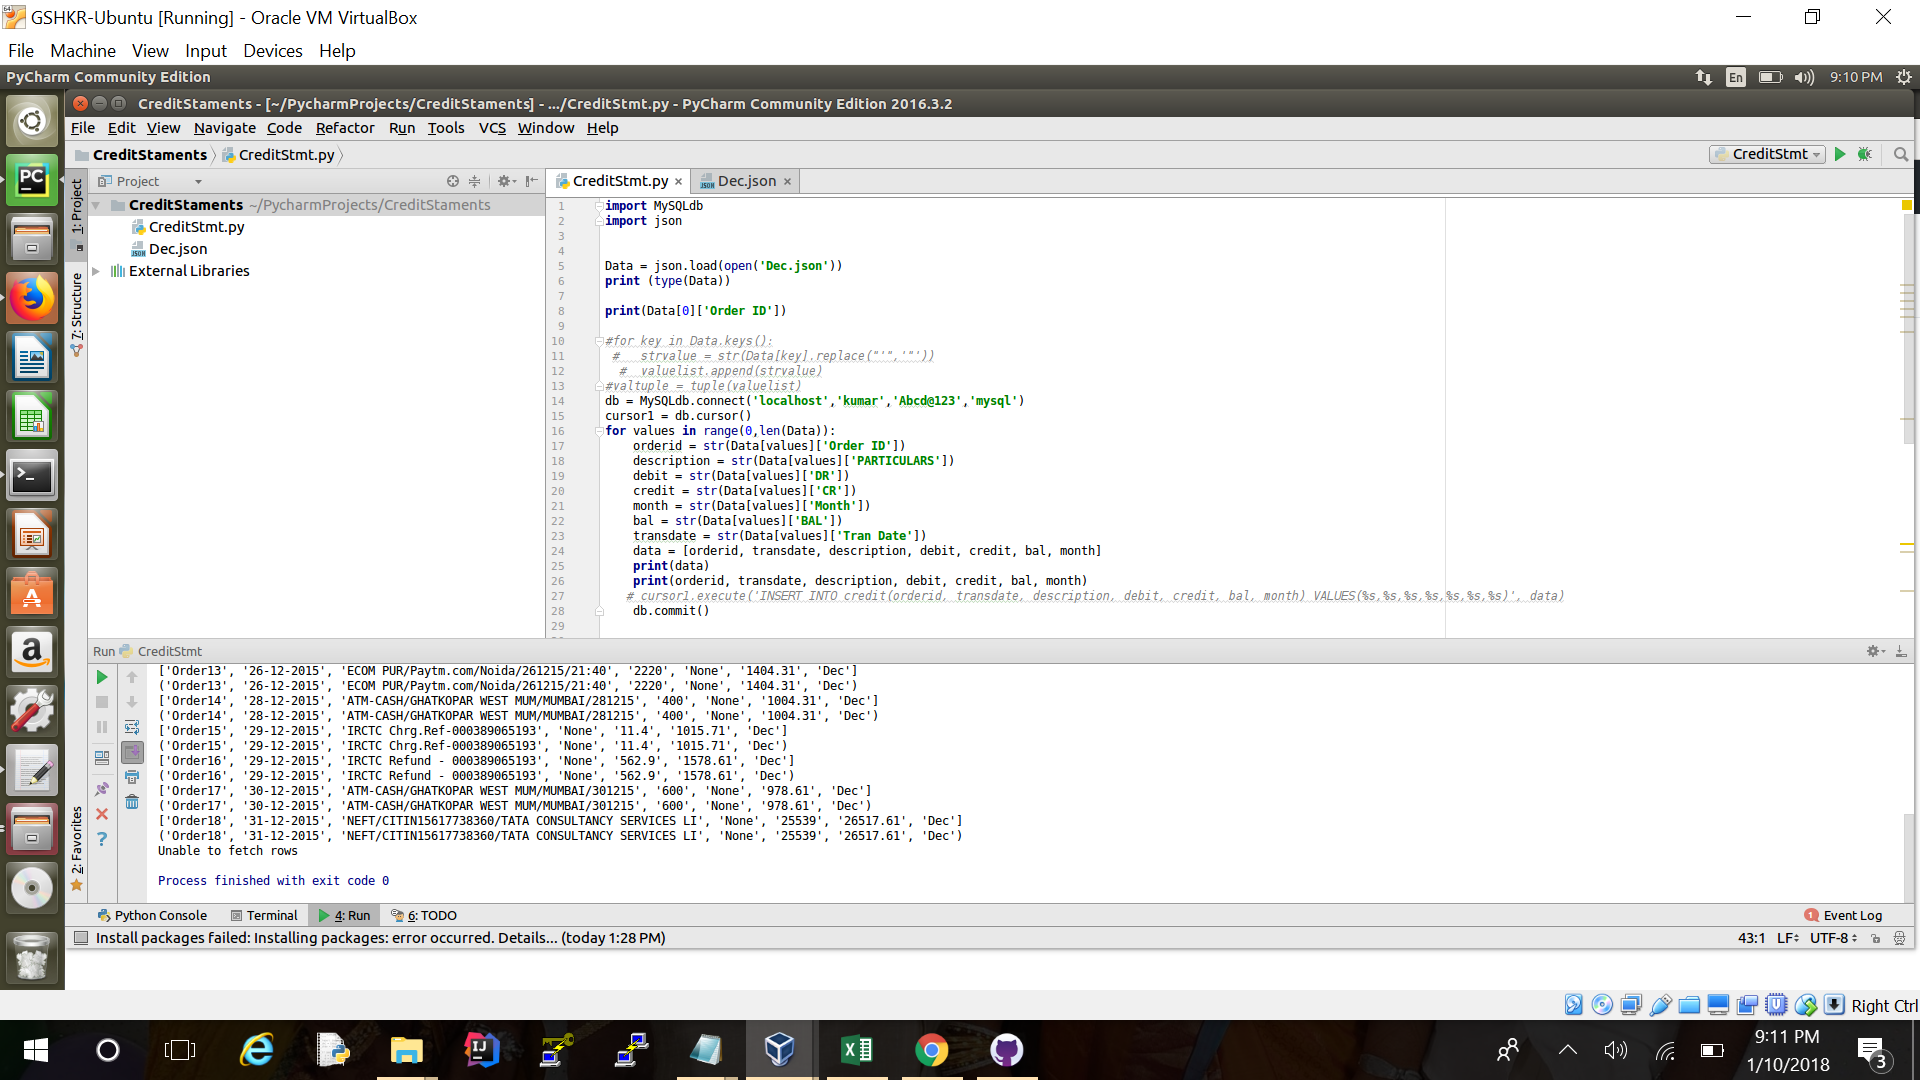 GSHKR-Ubuntu [Running] - Oracle VM VirtualBox
File Machine View Input Devices Help
PyCharm Community Edition
En
9:10 PM
CreditStaments - [~/PycharmProjects/CreditStaments] - .../CreditStmt.py - PyCharm Community Edition 2016.3.2
File Edit View Navigate Code Refactor Run Tools VCS Window Help
CreditStaments CreditStmt.py
CreditStmt
Project
CreditStmt.py Dec.json
1: Project
7: Structure
2: Favorites
CreditStaments ~/PycharmProjects/CreditStaments
CreditStmt.py
Dec.json
External Libraries
1 import MySQLdb
2 import json
3
4
5 Data = json.load(open('Dec.json'))
6 print (type(Data))
7
8 print(Data[0]['Order ID'])
9
10 #for key in Data.keys():
11 # strvalue = str(Data[key].replace("'",'"'))
12 # valuelist.append(strvalue)
13 #valtuple = tuple(valuelist)
14 db = MySQLdb.connect('localhost','kumar','Abcd@123','mysql')
15 cursor1 = db.cursor()
16 for values in range(0,len(Data)):
17 orderid = str(Data[values]['Order ID'])
18 description = str(Data[values]['PARTICULARS'])
19 debit = str(Data[values]['DR'])
20 credit = str(Data[values]['CR'])
21 month = str(Data[values]['Month'])
22 bal = str(Data[values]['BAL'])
23 transdate = str(Data[values]['Tran Date'])
24 data = [orderid, transdate, description, debit, credit, bal, month]
25 print(data)
26 print(orderid, transdate, description, debit, credit, bal, month)
27 # cursor1.execute('INSERT INTO credit(orderid, transdate, description, debit, credit, bal, month) VALUES(%s,%s,%s,%s,%s,%s,%s)', data)
28 db.commit()
29
Run CreditStmt
['Order13', '26-12-2015', 'ECOM PUR/Paytm.com/Noida/261215/21:40', '2220', 'None', '1404.31', 'Dec']
('Order13', '26-12-2015', 'ECOM PUR/Paytm.com/Noida/261215/21:40', '2220', 'None', '1404.31', 'Dec')
['Order14', '28-12-2015', 'ATM-CASH/GHATKOPAR WEST MUM/MUMBAI/281215', '400', 'None', '1004.31', 'Dec']
('Order14', '28-12-2015', 'ATM-CASH/GHATKOPAR WEST MUM/MUMBAI/281215', '400', 'None', '1004.31', 'Dec')
['Order15', '29-12-2015', 'IRCTC Chrg.Ref-000389065193', 'None', '11.4', '1015.71', 'Dec']
('Order15', '29-12-2015', 'IRCTC Chrg.Ref-000389065193', 'None', '11.4', '1015.71', 'Dec')
['Order16', '29-12-2015', 'IRCTC Refund - 000389065193', 'None', '562.9', '1578.61', 'Dec']
('Order16', '29-12-2015', 'IRCTC Refund - 000389065193', 'None', '562.9', '1578.61', 'Dec')
['Order17', '30-12-2015', 'ATM-CASH/GHATKOPAR WEST MUM/MUMBAI/301215', '600', 'None', '978.61', 'Dec']
('Order17', '30-12-2015', 'ATM-CASH/GHATKOPAR WEST MUM/MUMBAI/301215', '600', 'None', '978.61', 'Dec')
['Order18', '31-12-2015', 'NEFT/CITIN15617738360/TATA CONSULTANCY SERVICES LI', 'None', '25539', '26517.61', 'Dec']
('Order18', '31-12-2015', 'NEFT/CITIN15617738360/TATA CONSULTANCY SERVICES LI', 'None', '25539', '26517.61', 'Dec')
Unable to fetch rows
Process finished with exit code 0
Python Console Terminal 4: Run 6: TODO
1 Event Log
Install packages failed: Installing packages: error occurred. Details... (today 1:28 PM)
43:1 LF UTF-8
Right Ctrl
9:11 PM
1/10/2018
3